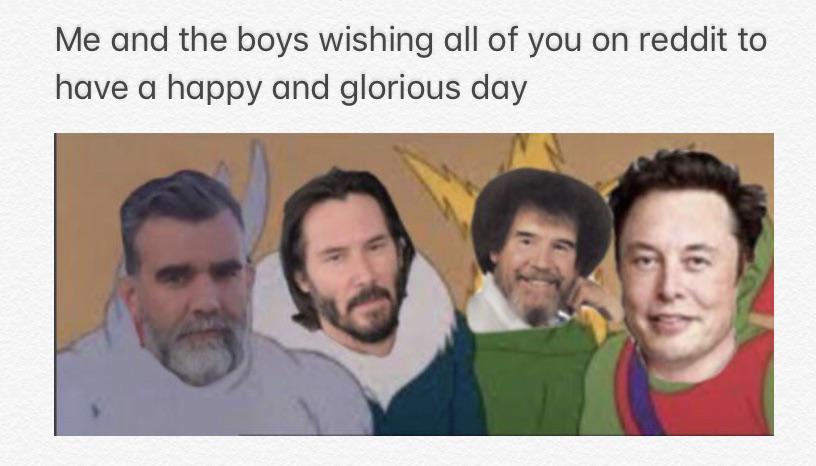 Me and the boys wishing all of you on reddit to
have a happy and glorious day